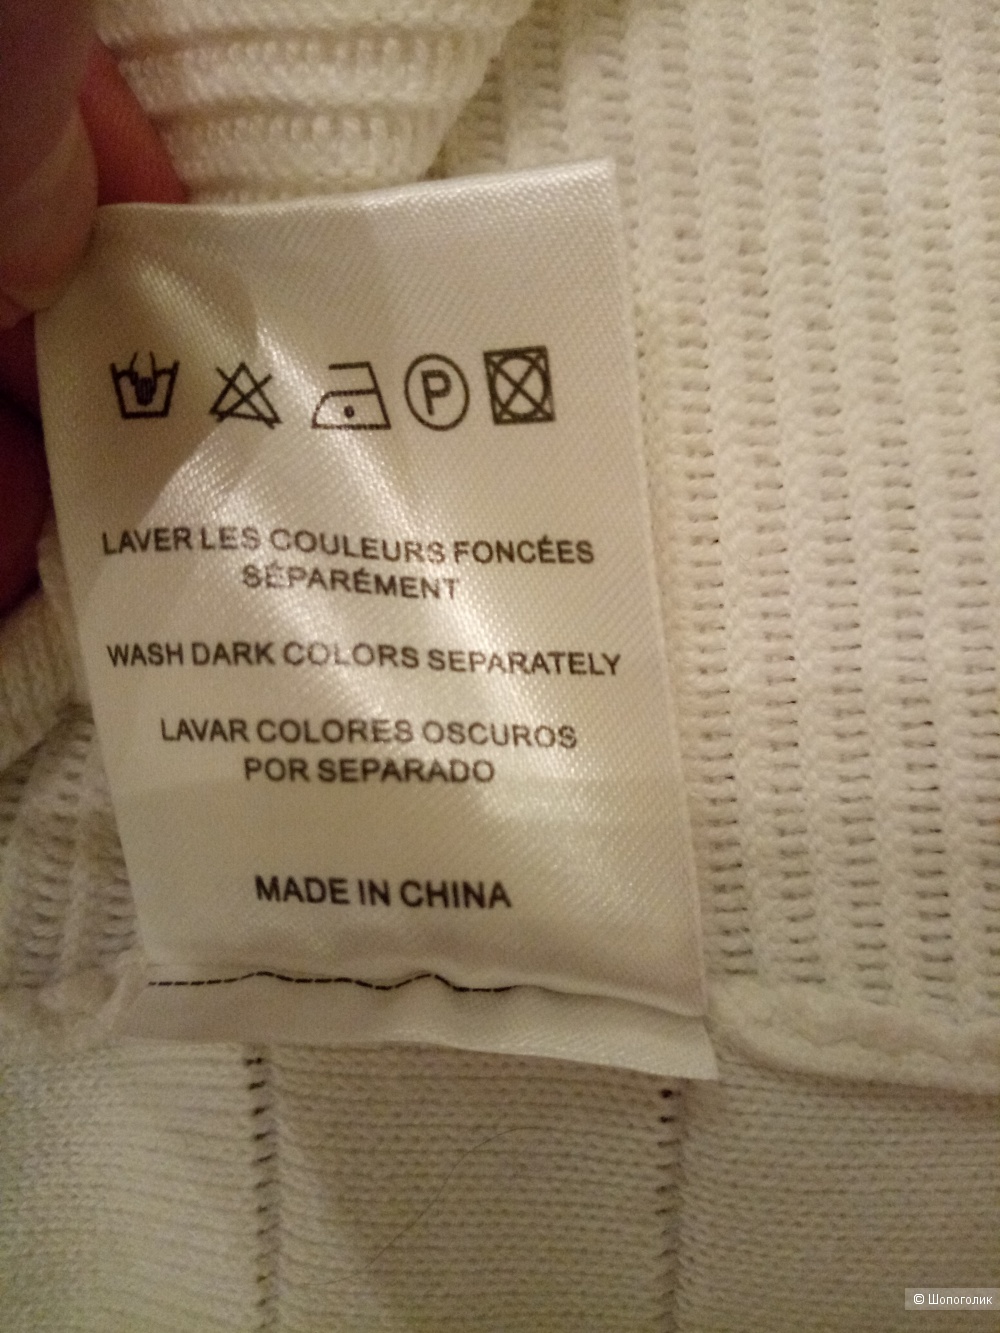 P
LAVER LES COULEURS FONCÉES
SÉPARÉMENT
WASH DARK COLORS SEPARATELY
LAVAR COLORES OSCUROS
POR SEPARADO
MADE IN CHINA
© Шопоголик